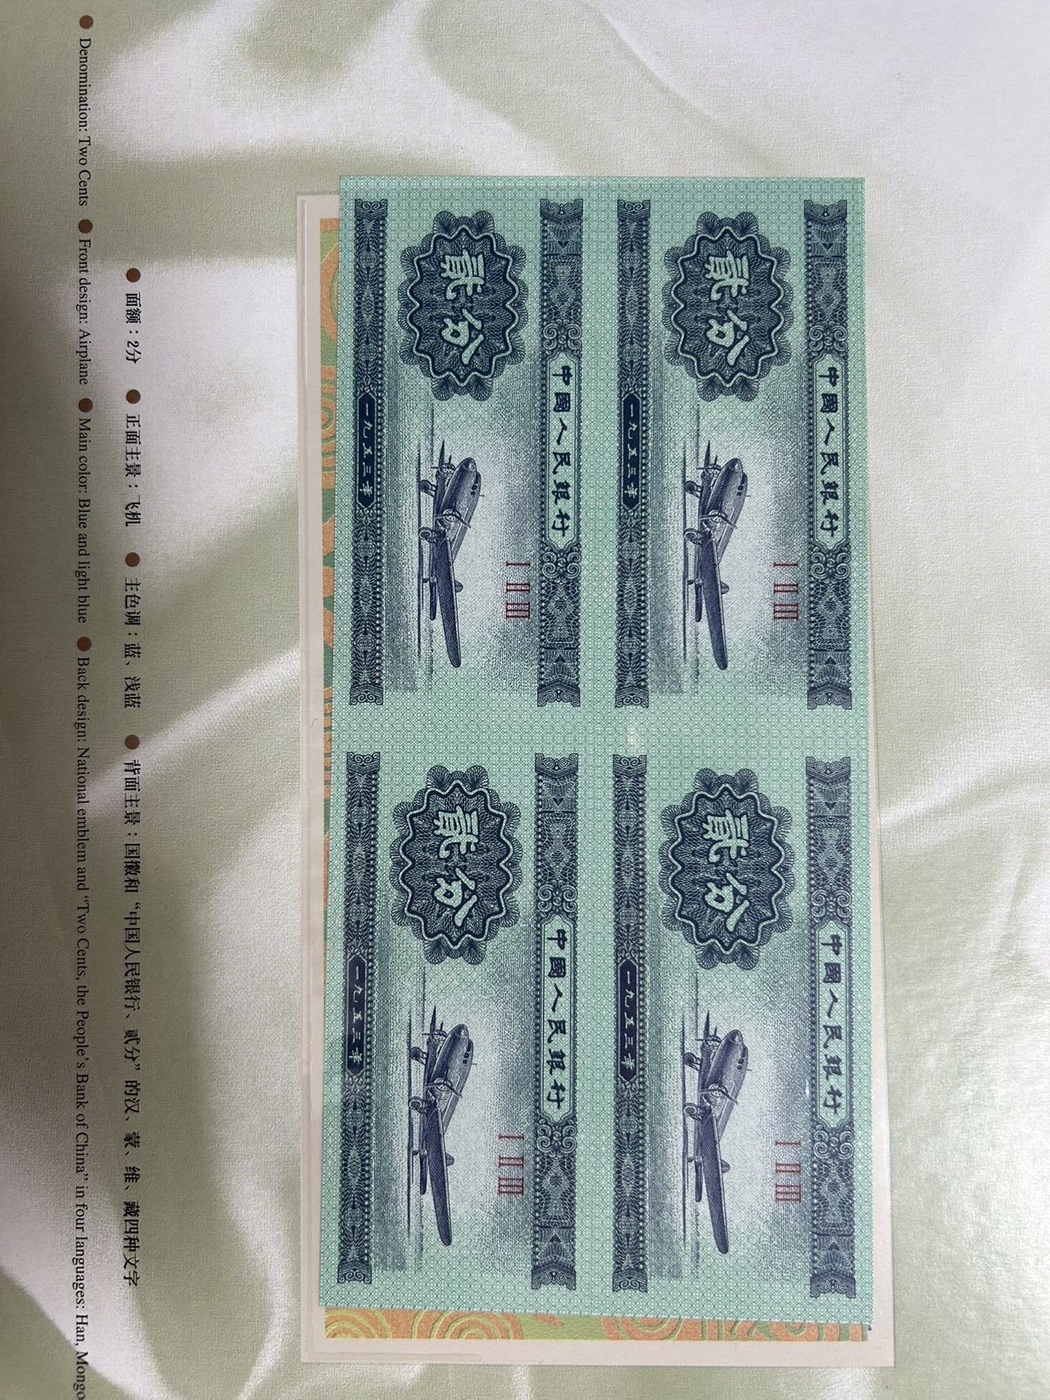 中國人民銀行
貳分
I II III
一九五三年
中國人民銀行
貳分
I II III
一九五三年
中國人民銀行
貳分
I II III
一九五三年
中國人民銀行
貳分
I II III
一九五三年
● 面额：2分 ● 正面主景：飞机 ● 主色调：蓝、浅蓝 ● 背面主景：国徽和“中国人民银行、贰分”的汉、蒙、维、藏四种文字
● Denomination: Two Cents ● Front design: Airplane ● Main color: Blue and light blue ● Back design: National emblem and "Two Cents, the People's Bank of China" in four languages: Han, Mongo